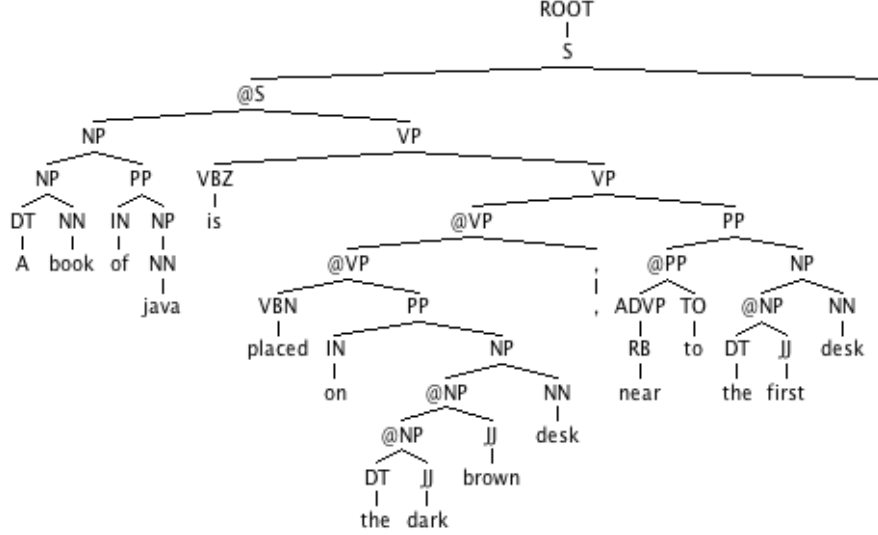 ROOT
S
@S
NP VP
NP PP VBZ VP
DT NN IN NP is @VP PP
A book of NN @VP , @PP NP
java VBN PP , ADVP TO @NP NN
placed IN NP RB to DT JJ desk
on @NP NN near the first
@NP JJ desk
DT JJ brown
the dark